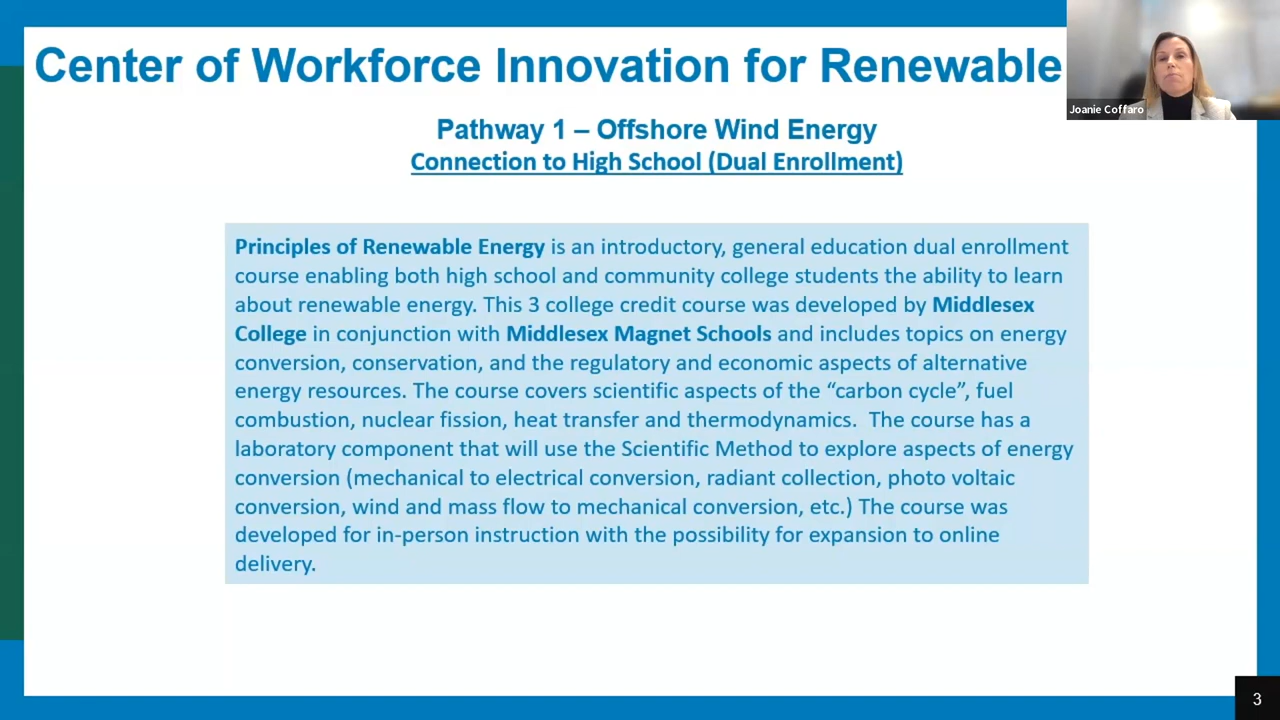 Center of Workforce Innovation for Renewable
Joanie Coffaro
Pathway 1 – Offshore Wind Energy
Connection to High School (Dual Enrollment)
Principles of Renewable Energy is an introductory, general education dual enrollment
course enabling both high school and community college students the ability to learn
about renewable energy. This 3 college credit course was developed by Middlesex
College in conjunction with Middlesex Magnet Schools and includes topics on energy
conversion, conservation, and the regulatory and economic aspects of alternative
energy resources. The course covers scientific aspects of the “carbon cycle”, fuel
combustion, nuclear fission, heat transfer and thermodynamics.  The course has a
laboratory component that will use the Scientific Method to explore aspects of energy
conversion (mechanical to electrical conversion, radiant collection, photo voltaic
conversion, wind and mass flow to mechanical conversion, etc.) The course was
developed for in-person instruction with the possibility for expansion to online
delivery.
3